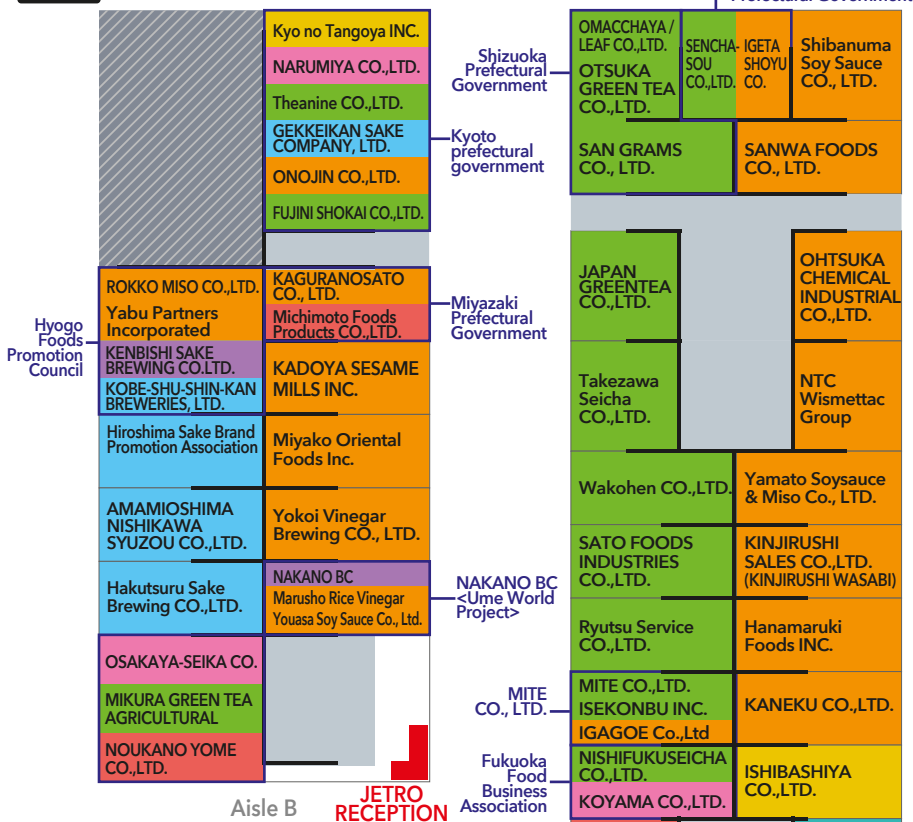 Prefectural Government
Kyo no Tangoya INC.
NARUMIYA CO.,LTD.
Theanine CO.,LTD.
GEKKEIKAN SAKE
COMPANY, LTD.
ONOJIN CO.,LTD.
FUJINI SHOKAI CO.,LTD.
Kyoto
prefectural
government
ROKKO MISO CO.,LTD.
Yabu Partners
Incorporated
KENBISHI SAKE
BREWING CO.LTD.
KOBE-SHU-SHIN-KAN
BREWERIES, LTD.
Hyogo
Foods
Promotion
Council
KAGURANOSATO
CO., LTD.
Michimoto Foods
Products CO.,LTD.
Miyazaki
Prefectural
Government
KADOYA SESAME
MILLS INC.
Hiroshima Sake Brand
Promotion Association
Miyako Oriental
Foods Inc.
AMAMIOSHIMA
NISHIKAWA
SYUZOU CO.,LTD.
Yokoi Vinegar
Brewing CO., LTD.
Hakutsuru Sake
Brewing CO.,LTD.
NAKANO BC
Marusho Rice Vinegar
Youasa Soy Sauce Co., Ltd.
NAKANO BC
<Ume World
Project>
OSAKAYA-SEIKA CO.
MIKURA GREEN TEA
AGRICULTURAL
NOUKANO YOME
CO.,LTD.
Aisle B
JETRO
RECEPTION
Shizuoka
Prefectural
Government
OMACCHAYA /
LEAF CO.,LTD.
OTSUKA
GREEN TEA
CO.,LTD.
SENCHA-
SOU
CO.,LTD.
IGETA
SHOYU
CO.
Shibanuma
Soy Sauce
CO., LTD.
SAN GRAMS
CO., LTD.
SANWA FOODS
CO., LTD.
JAPAN
GREENTEA
CO.,LTD.
OHTSUKA
CHEMICAL
INDUSTRIAL
CO.,LTD.
Takezawa
Seicha
CO.,LTD.
NTC
Wismettac
Group
Wakohen CO.,LTD.
Yamato Soysauce
& Miso Co., LTD.
SATO FOODS
INDUSTRIES
CO.,LTD.
KINJIRUSHI
SALES CO.,LTD.
(KINJIRUSHI WASABI)
Ryutsu Service
CO.,LTD.
Hanamaruki
Foods INC.
MITE
CO., LTD.
MITE CO.,LTD.
ISEKONBU INC.
IGAGOE Co.,Ltd
KANEKU CO.,LTD.
Fukuoka
Food
Business
Association
NISHIFUKUSEICHA
CO.,LTD.
KOYAMA CO.,LTD.
ISHIBASHIYA
CO.,LTD.